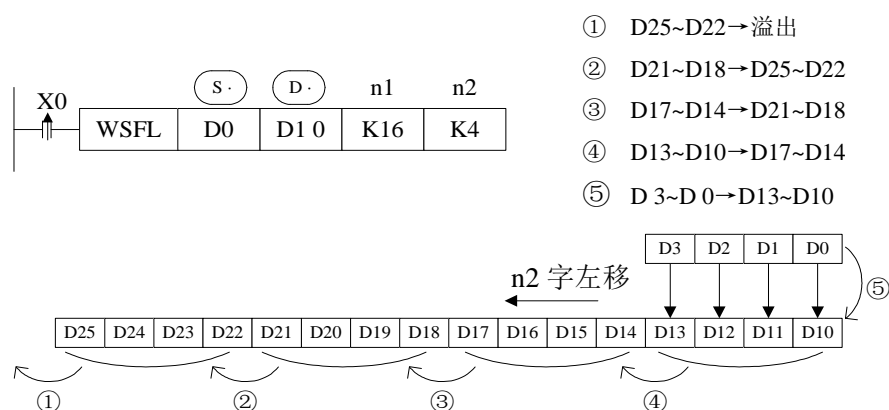 ① D25~D22→溢出
S · D · n1 n2
② D21~D18→D25~D22
X0
③ D17~D14→D21~D18
WSFL D0 D1 0 K16 K4
④ D13~D10→D17~D14
⑤ D 3~D 0→D13~D10
D3 D2 D1 D0
n2 字左移 ⑤
D25 D24 D23 D22 D21 D20 D19 D18 D17 D16 D15 D14 D13 D12 D11 D10
① ② ③ ④